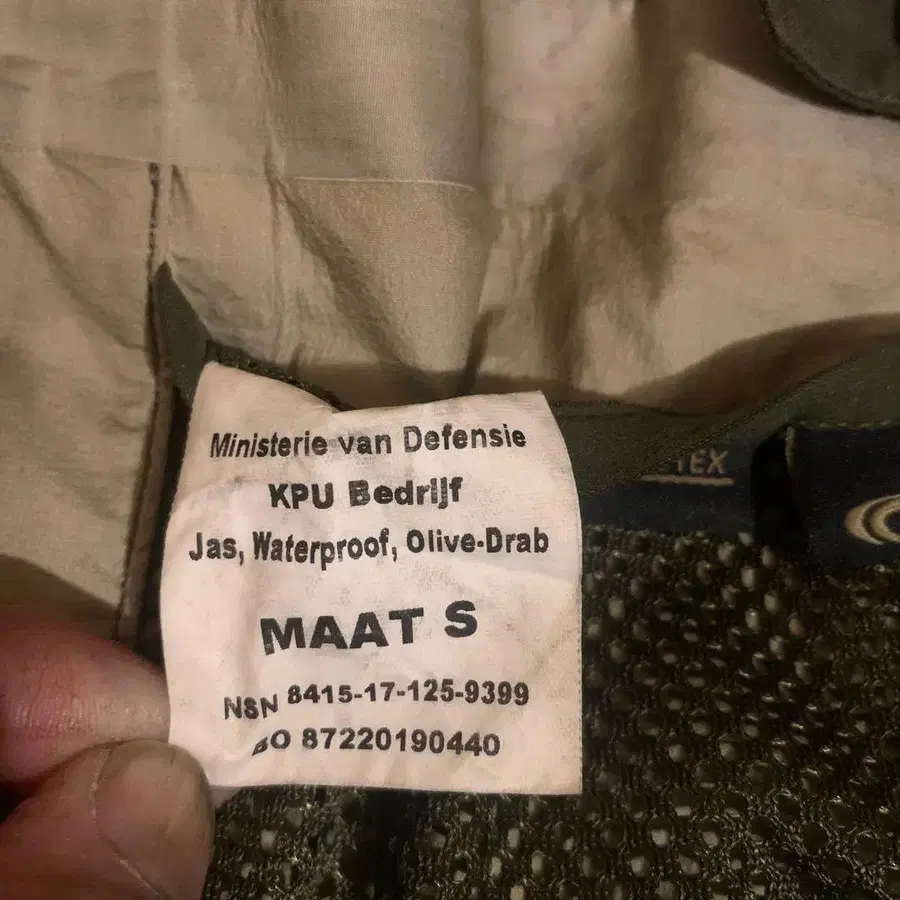 Ministerie van Defensie
KPU Bedrijf
Jas, Waterproof, Olive-Drab
MAAT S
NSN 8415-17-125-9399
BO 87220190440
TEX